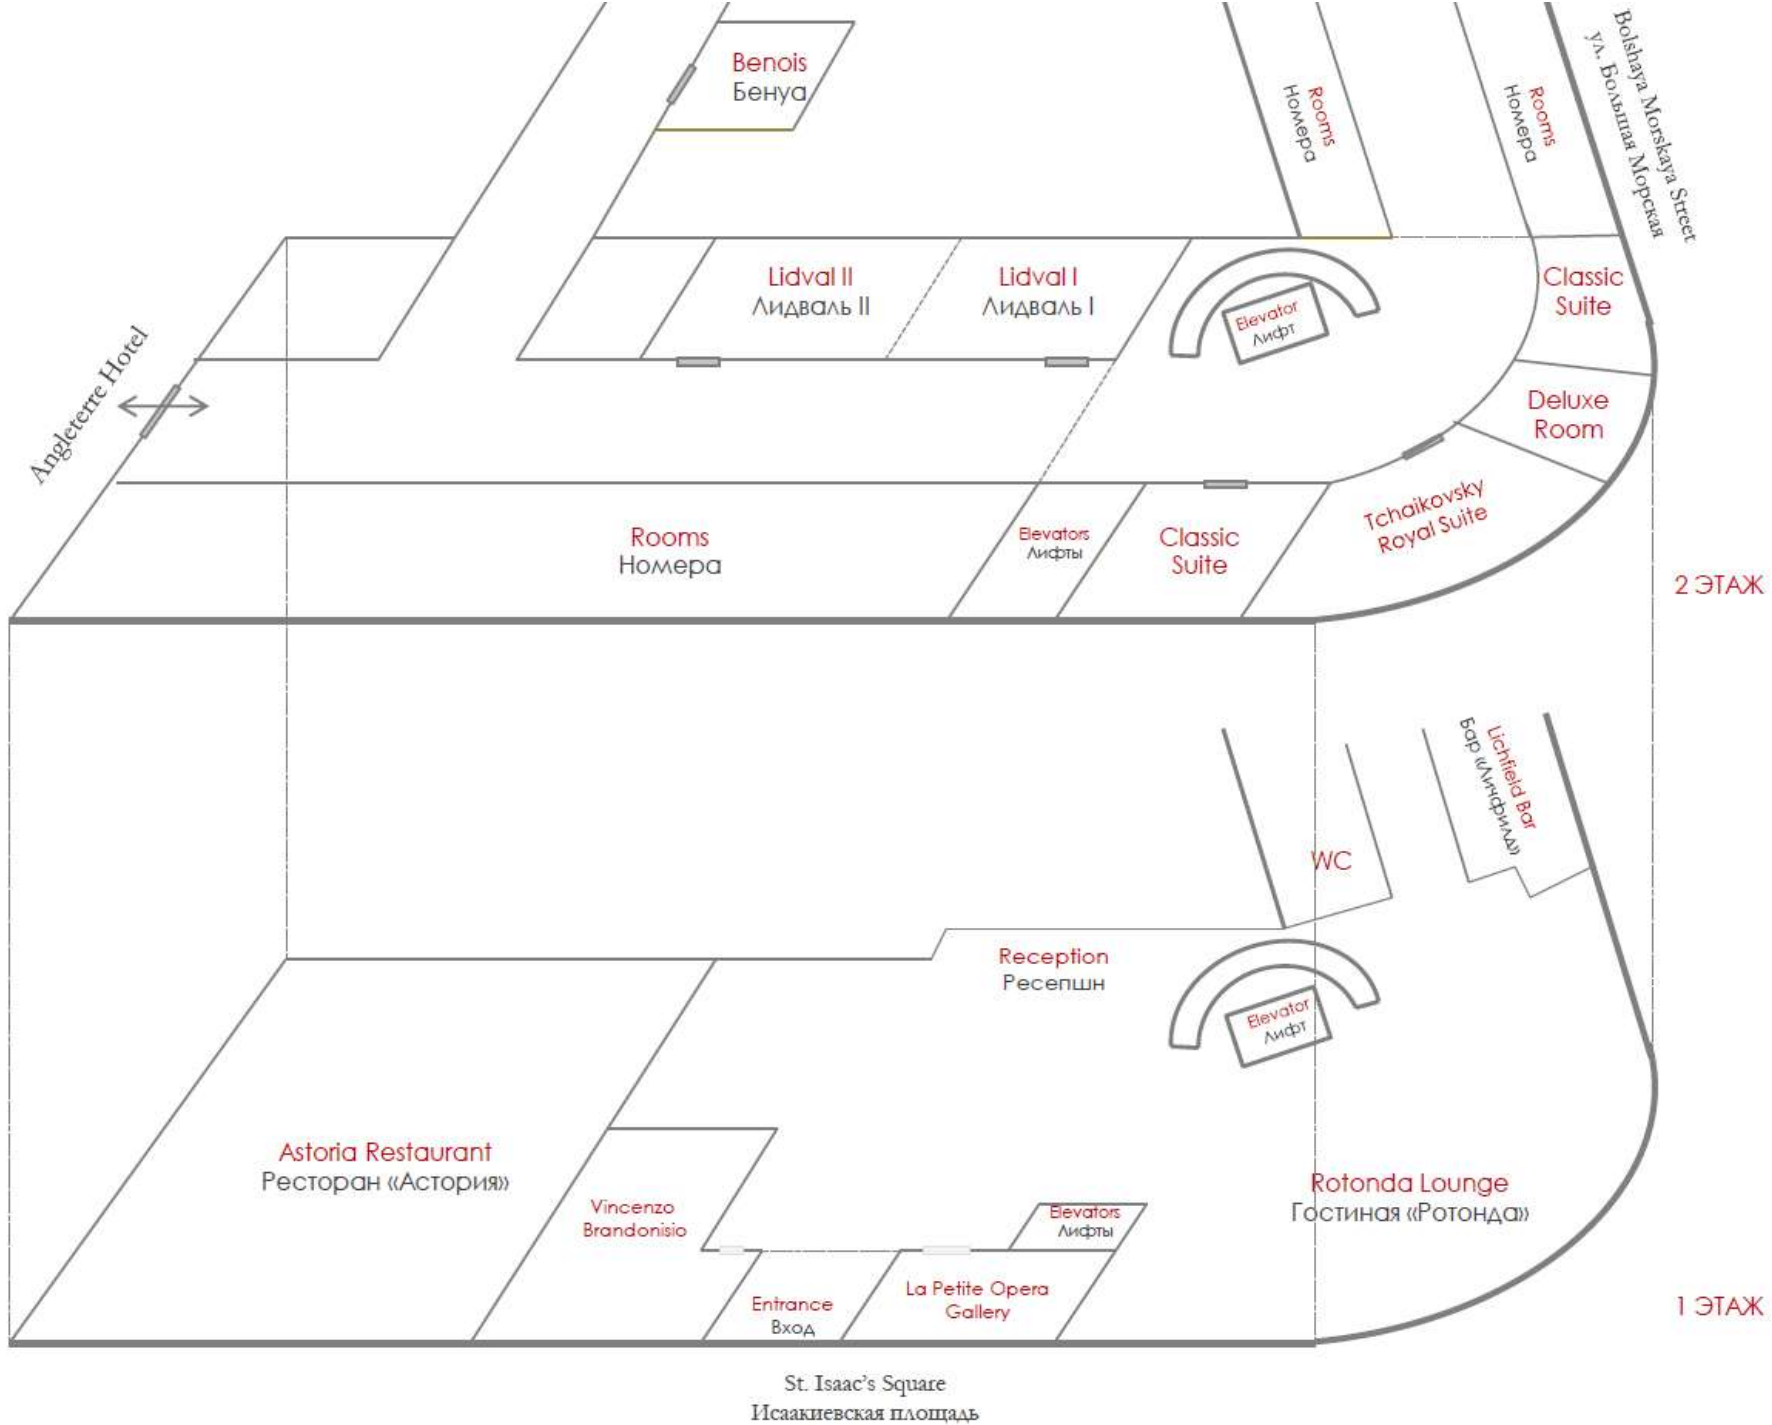 Benois
Бенуа
Rooms
Номера
Rooms
Номера
Bolshaya Morskaya Street
ул. Большая Морская
Lidval II
Лидваль II
Lidval I
Лидваль I
Elevator
Лифт
Classic
Suite
Angleterre Hotel
Deluxe
Room
Tchaikovsky
Royal Suite
Rooms
Номера
Elevators
Лифты
Classic
Suite
2 ЭТАЖ
Lichfield Bar
Бар «Личфилд»
WC
Reception
Ресепшн
Elevator
Лифт
Astoria Restaurant
Ресторан «Астория»
Vincenzo
Brandonisio
Elevators
Лифты
Rotonda Lounge
Гостиная «Ротонда»
Entrance
Вход
La Petite Opera
Gallery
1 ЭТАЖ
St. Isaac's Square
Исаакиевская площадь